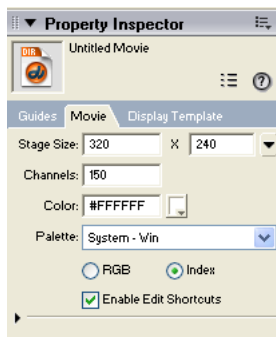 Property Inspector
DIR
Untitled Movie
?
Guides Movie Display Template
Stage Size: 320 X 240
Channels: 150
Color: #FFFFFF
Palette: System - Win
RGB Index
Enable Edit Shortcuts